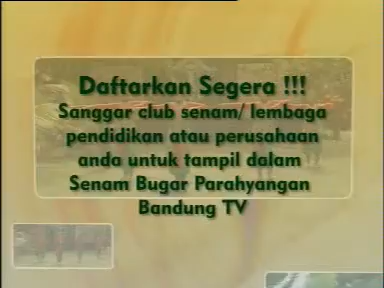 Daftarkan Segera !!!
Sanggar club senam/ lembaga
pendidikan atau perusahaan
anda untuk tampil dalam
Senam Bugar Parahyangan
Bandung TV